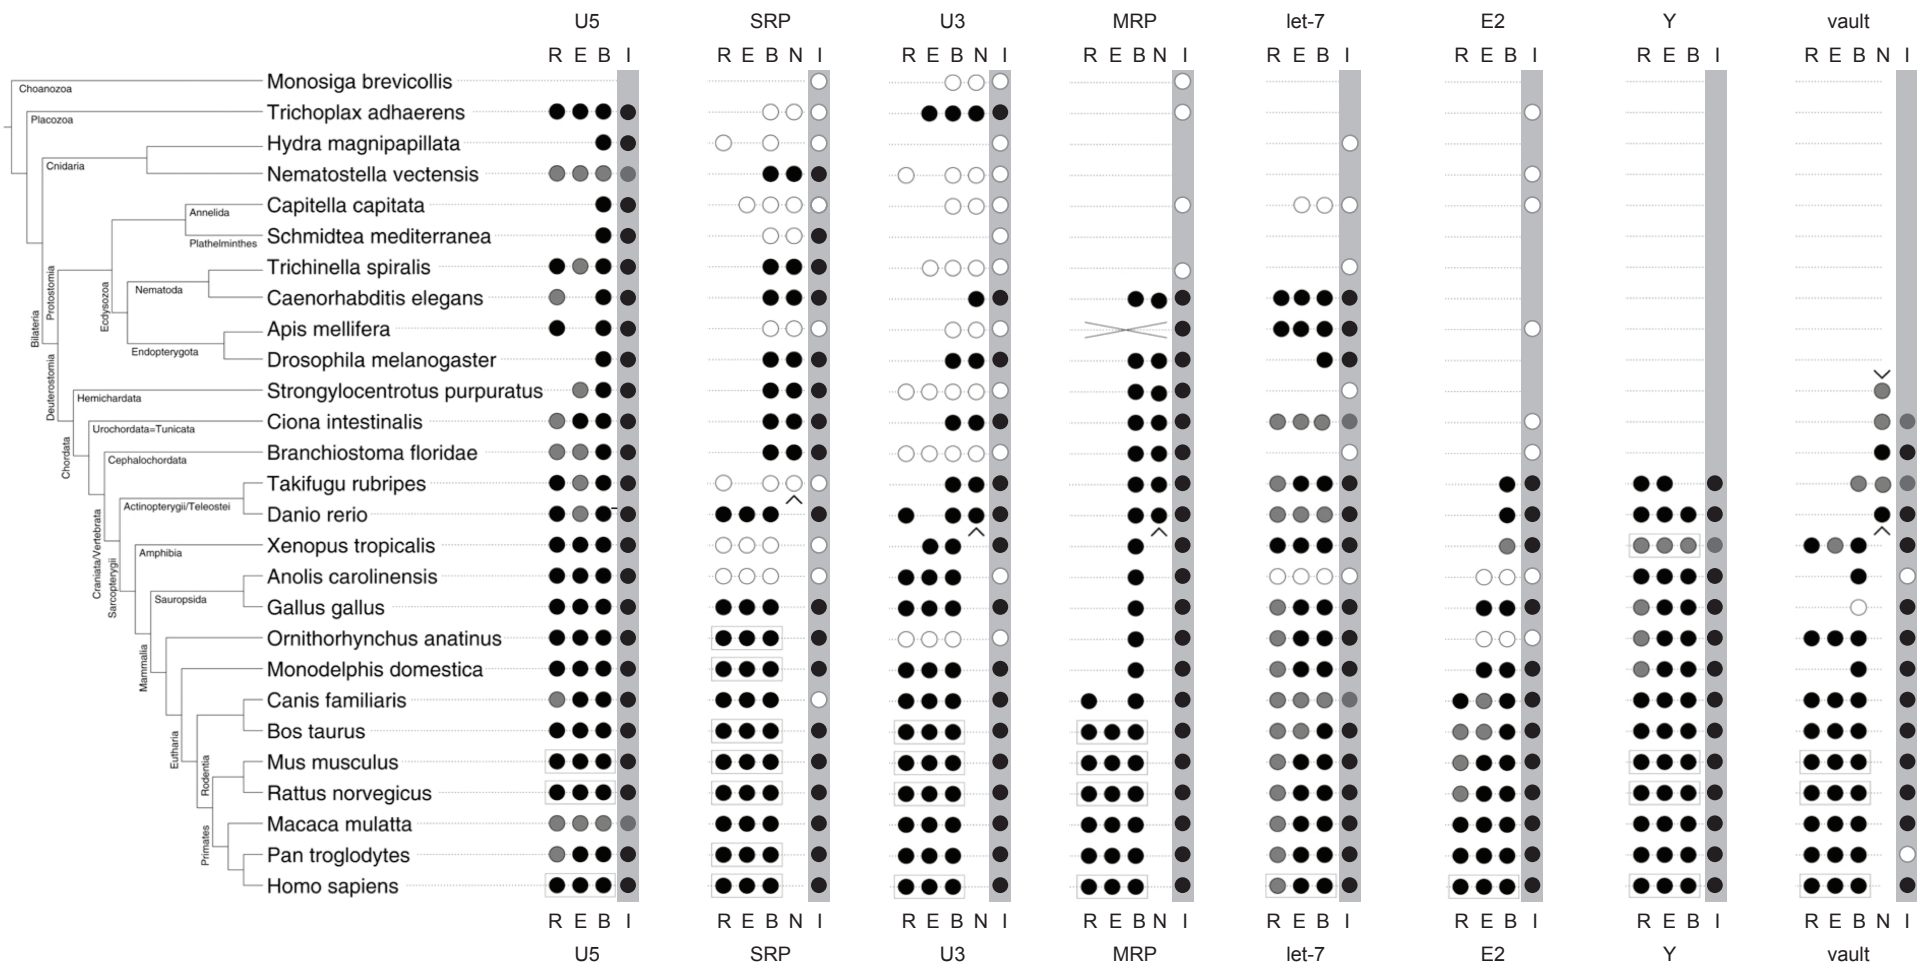 U5 SRP U3 MRP let-7 E2 Y vault
R E B I R E B N I R E B N I R E B N I R E B I R E B I R E B I R E B N I
Choanozoa
Monosiga brevicollis
Placozoa
Trichoplax adhaerens
Cnidaria
Hydra magnipapillata
Nematostella vectensis
Bilateria
Protostomia
Annelida
Capitella capitata
Plathelminthes
Schmidtea mediterranea
Ecdysozoa
Nematoda
Trichinella spiralis
Caenorhabditis elegans
Endopterygota
Apis mellifera
Drosophila melanogaster
Deuterostomia
Hemichardata
Strongylocentrotus purpuratus
Chordata
Urochordata=Tunicata
Ciona intestinalis
Cephalochordata
Branchiostoma floridae
Craniata/Vertebrata
Actinopterygii/Teleostei
Takifugu rubripes
Danio rerio
Sarcopterygii
Amphibia
Xenopus tropicalis
Sauropsida
Anolis carolinensis
Gallus gallus
Mammalia
Ornithorhynchus anatinus
Monodelphis domestica
Eutharia
Canis familiaris
Bos taurus
Rodentia
Mus musculus
Rattus norvegicus
Primates
Macaca mulatta
Pan troglodytes
Homo sapiens
R E B I R E B N I R E B N I R E B N I R E B I R E B I R E B I R E B N I
U5 SRP U3 MRP let-7 E2 Y vault